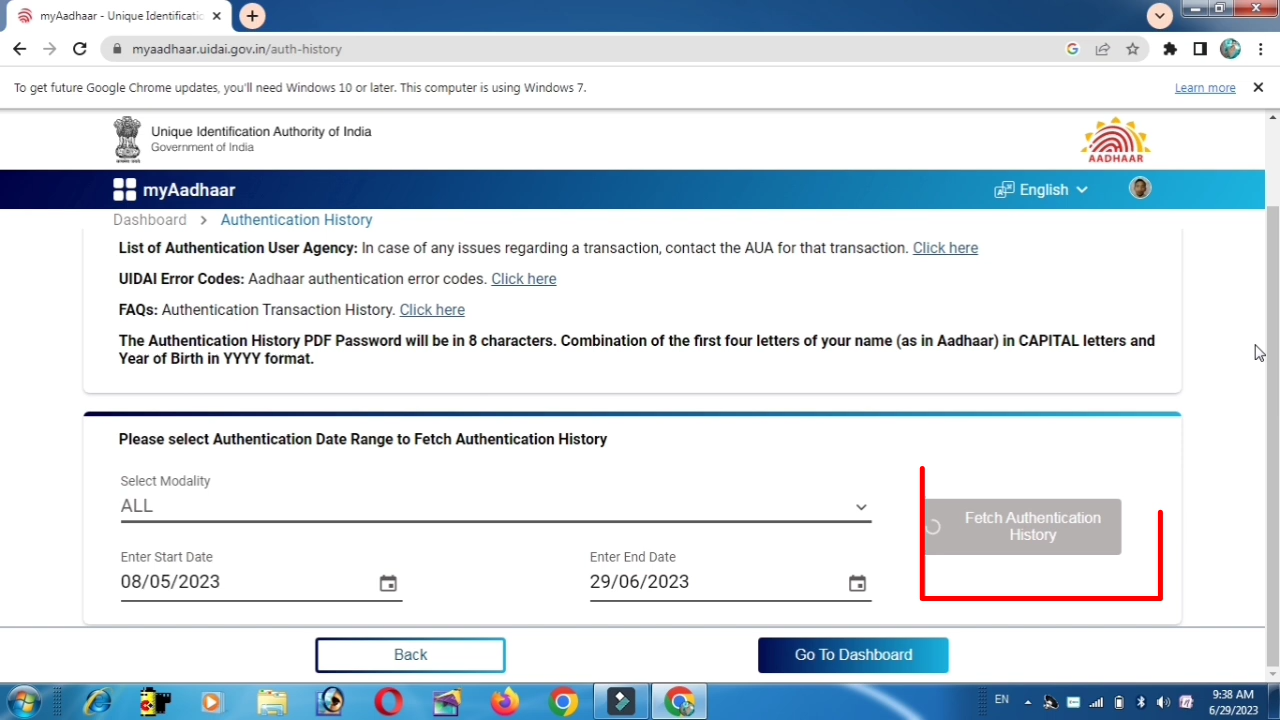 myAadhaar - Unique Identificatic
myaadhaar.uidai.gov.in/auth-history
To get future Google Chrome updates, you'll need Windows 10 or later. This computer is using Windows 7.
Learn more
Unique Identification Authority of India
Government of India
AADHAAR
myAadhaar
English
Dashboard > Authentication History
List of Authentication User Agency: In case of any issues regarding a transaction, contact the AUA for that transaction. Click here
UIDAI Error Codes: Aadhaar authentication error codes. Click here
FAQs: Authentication Transaction History. Click here
The Authentication History PDF Password will be in 8 characters. Combination of the first four letters of your name (as in Aadhaar) in CAPITAL letters and
Year of Birth in YYYY format.
Please select Authentication Date Range to Fetch Authentication History
Select Modality
ALL
Fetch Authentication
History
Enter Start Date
08/05/2023
Enter End Date
29/06/2023
Back
Go To Dashboard
EN
9:38 AM
6/29/2023